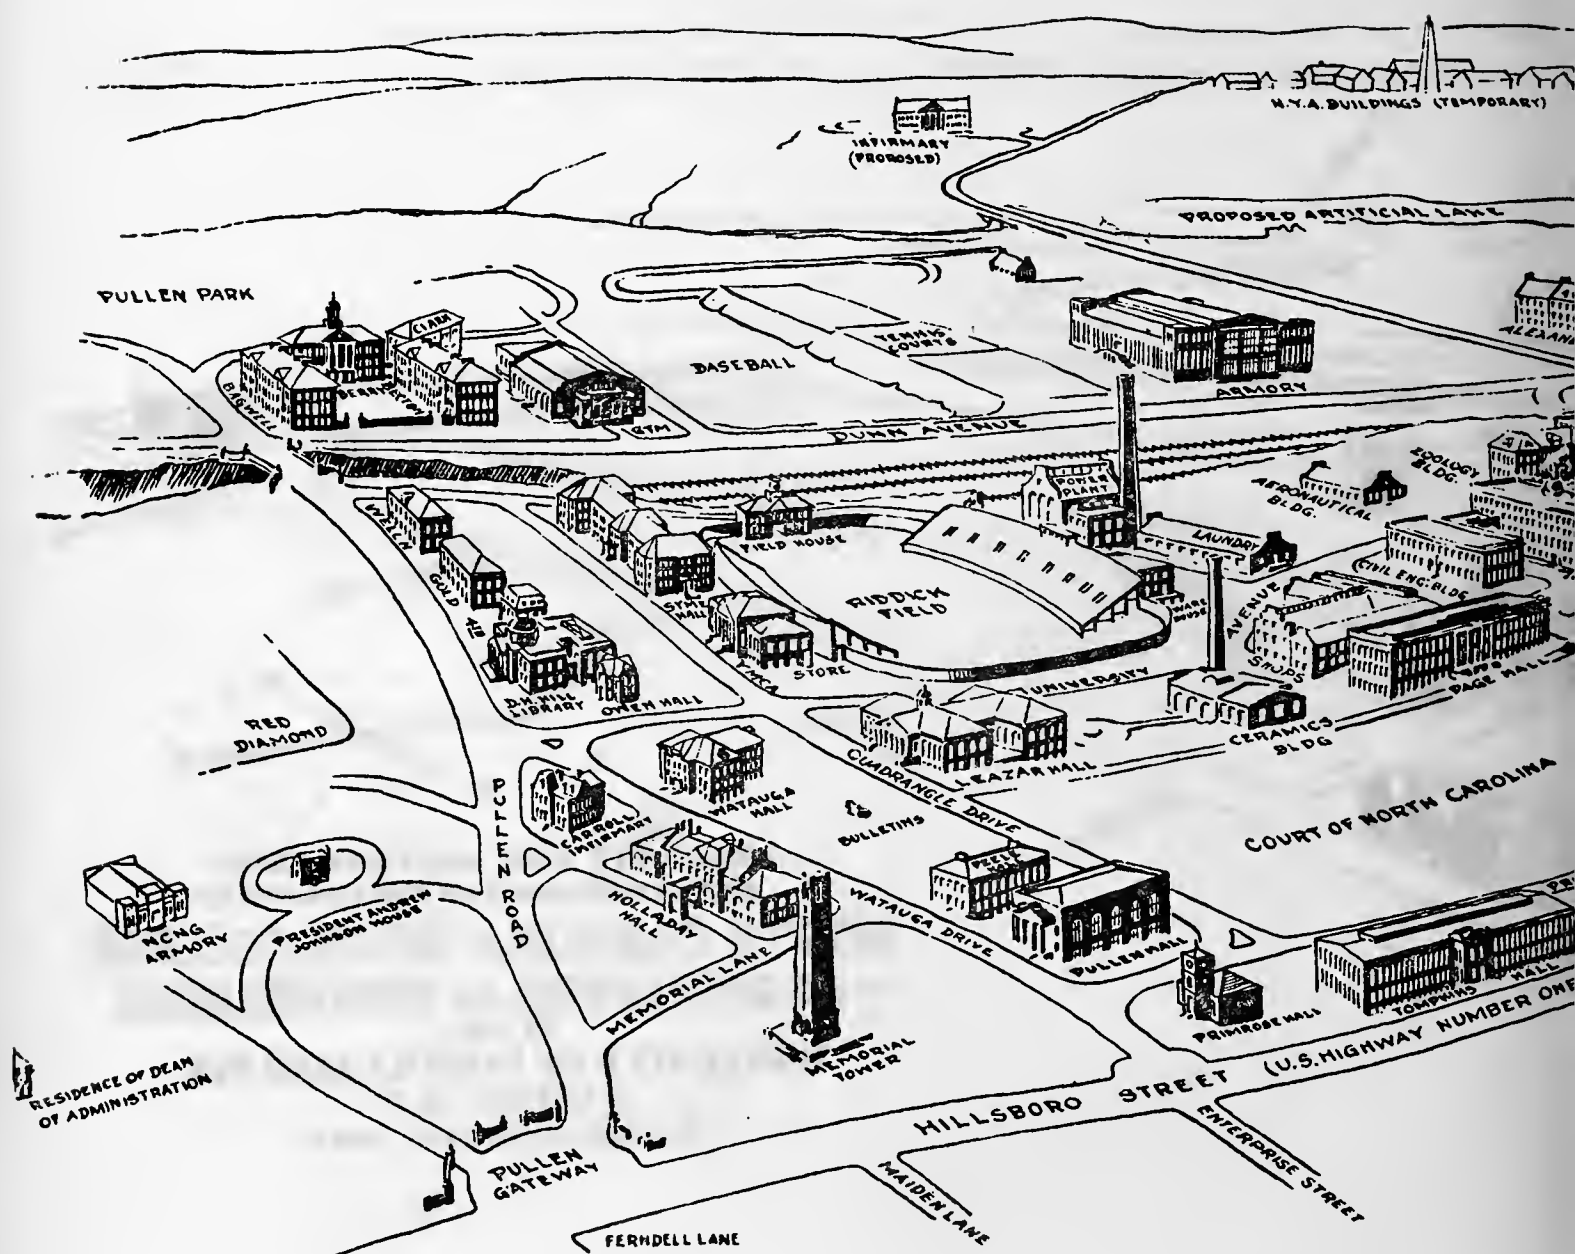 N.Y.A. BUILDINGS (TEMPORARY)
INFIRMARY
(PROPOSED)
PROPOSED ARTIFICIAL LAKE
PULLEN PARK
CLARK
BASEBALL
TENNIS
COURTS
ARMORY
BAGWELL
BERRY
GYM
DUNN AVENUE
ZOOLOGY
BLDG.
AERONAUTICAL
BLDG.
POWER
PLANT
WELCH
FIELD HOUSE
LAUNDRY
CIVIL ENG. BLDG
GOLD
4TH
RIDDICK
FIELD
WARE
HOUSE
AVENUE
SHOPS
HALL
STORE
YMCA
UNIVERSITY
PAGE HALL
D.H. HILL
LIBRARY
OWEN HALL
RED
DIAMOND
CERAMICS
BLDG
LEAZAR HALL
QUADRANGLE DRIVE
WATAUGA
HALL
PULLEN ROAD
CARROLL
INFIRMARY
BULLETINS
COURT OF NORTH CAROLINA
PEELE
HOLLADAY
HALL
WATAUGA DRIVE
NCNG
ARMORY
PRESIDENT ANDREW
JOHNSON HOUSE
PULLEN HALL
MEMORIAL LANE
PRIMROSE HALL
TOMPKINS
HALL
MEMORIAL
TOWER
RESIDENCE OF DEAN
OF ADMINISTRATION
HILLSBORO STREET (U.S. HIGHWAY NUMBER ONE
PULLEN
GATEWAY
ENTERPRISE STREET
MAIDEN LANE
FERNDELL LANE